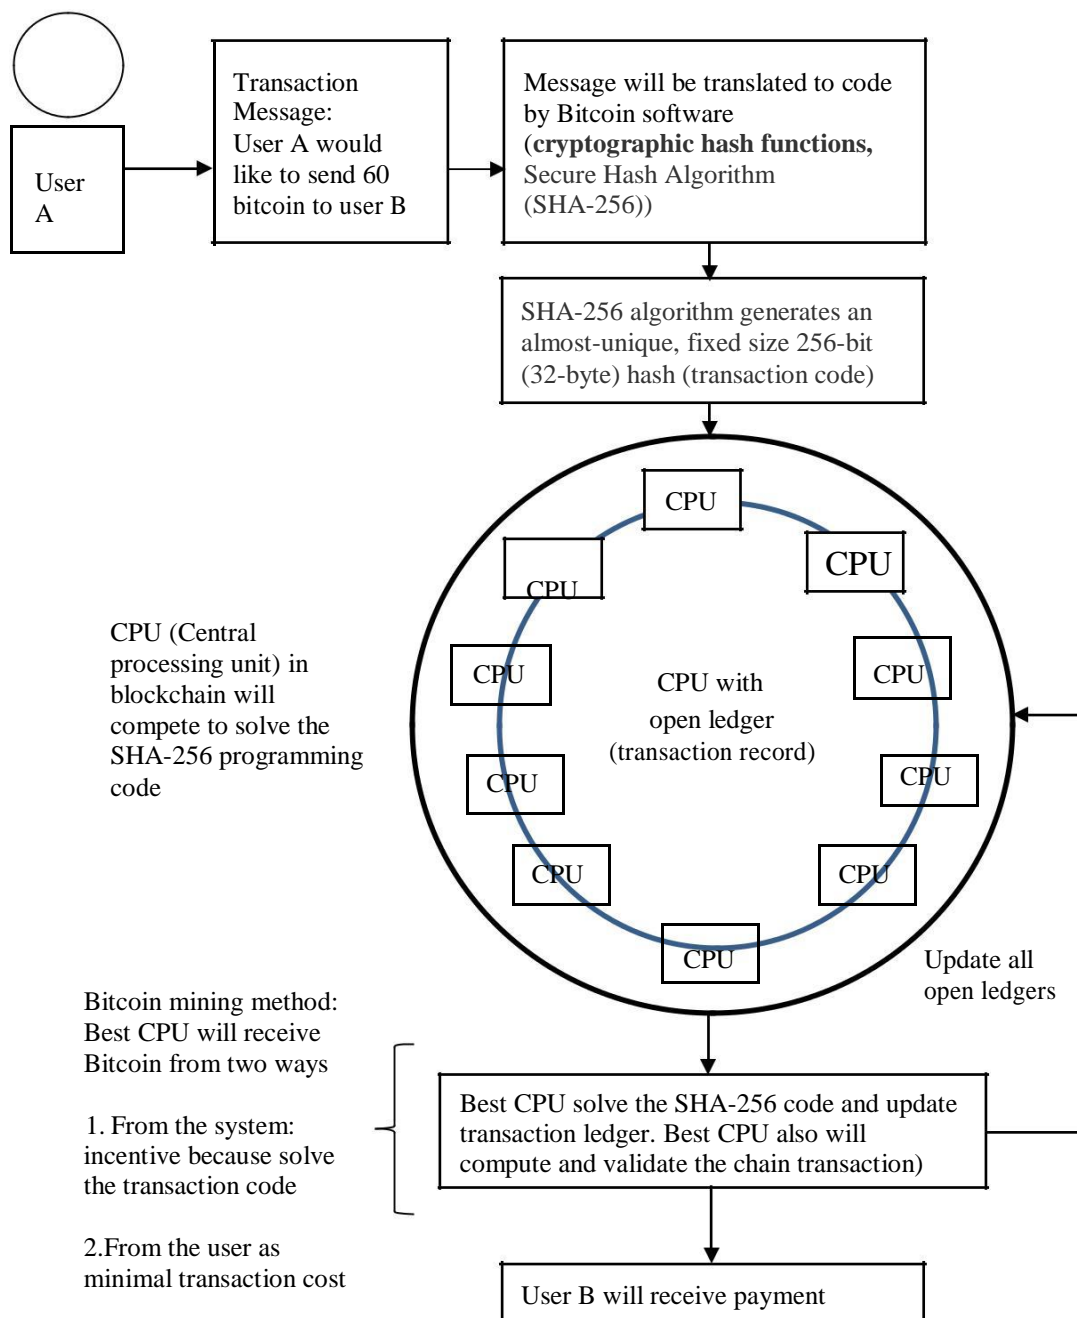 User
A
Transaction
Message:
User A would
like to send 60
bitcoin to user B
Message will be translated to code
by Bitcoin software
(cryptographic hash functions,
Secure Hash Algorithm
(SHA-256))
SHA-256 algorithm generates an
almost-unique, fixed size 256-bit
(32-byte) hash (transaction code)
CPU
CPU
CPU
CPU
CPU
CPU
CPU
CPU
CPU
CPU
CPU with
open ledger
(transaction record)
CPU (Central
processing unit) in
blockchain will
compete to solve the
SHA-256 programming
code
Update all
open ledgers
Bitcoin mining method:
Best CPU will receive
Bitcoin from two ways
1. From the system:
incentive because solve
the transaction code
2.From the user as
minimal transaction cost
Best CPU solve the SHA-256 code and update
transaction ledger. Best CPU also will
compute and validate the chain transaction)
User B will receive payment